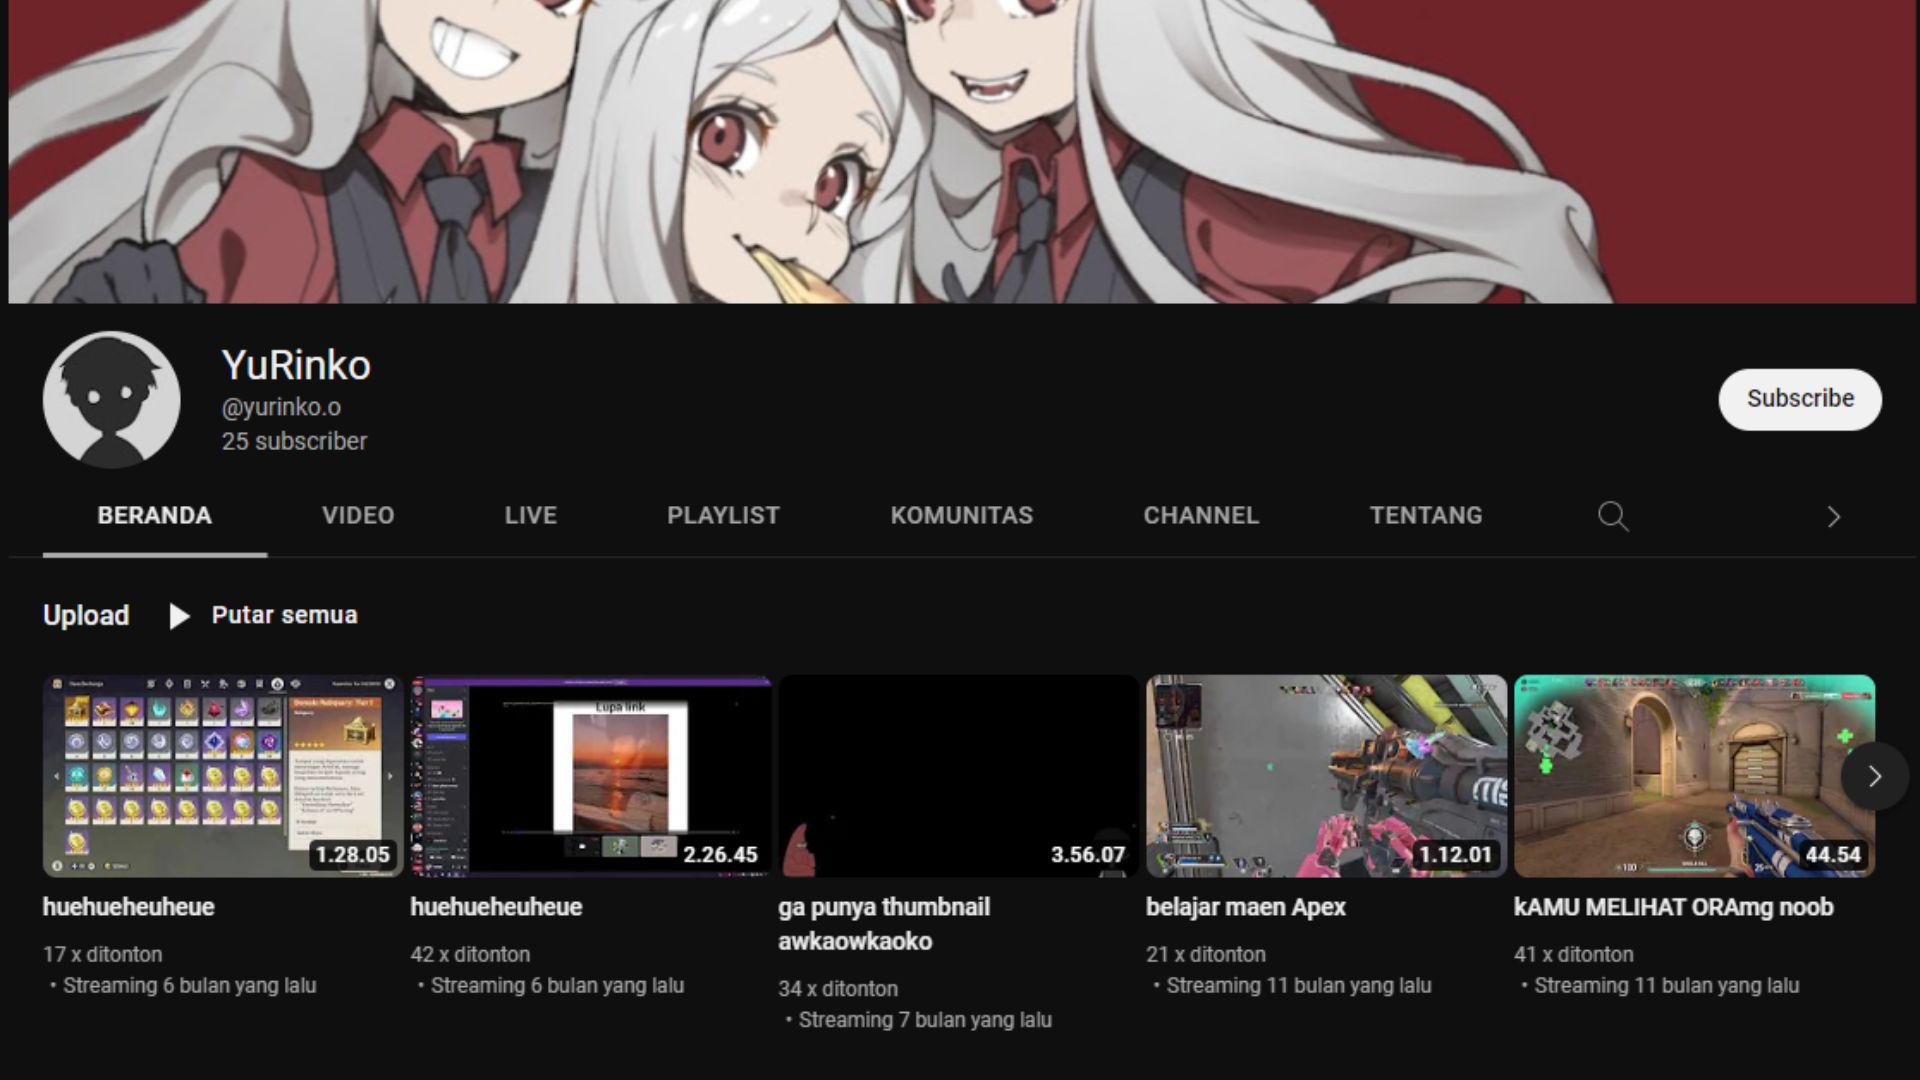 YuRinko
@yurinko.o
25 subscriber
Subscribe
BERANDA
VIDEO
LIVE
PLAYLIST
KOMUNITAS
CHANNEL
TENTANG
Upload
Putar semua
Lupa link
1.28.05
2.26.45
3.56.07
1.12.01
44.54
huehueheuheue
17 x ditonton
• Streaming 6 bulan yang lalu
huehueheuheue
42 x ditonton
• Streaming 6 bulan yang lalu
ga punya thumbnail
awkaowkaoko
34 x ditonton
• Streaming 7 bulan yang lalu
belajar maen Apex
21 x ditonton
• Streaming 11 bulan yang lalu
kAMU MELIHAT ORAmg noob
41 x ditonton
• Streaming 11 bulan yang lalu